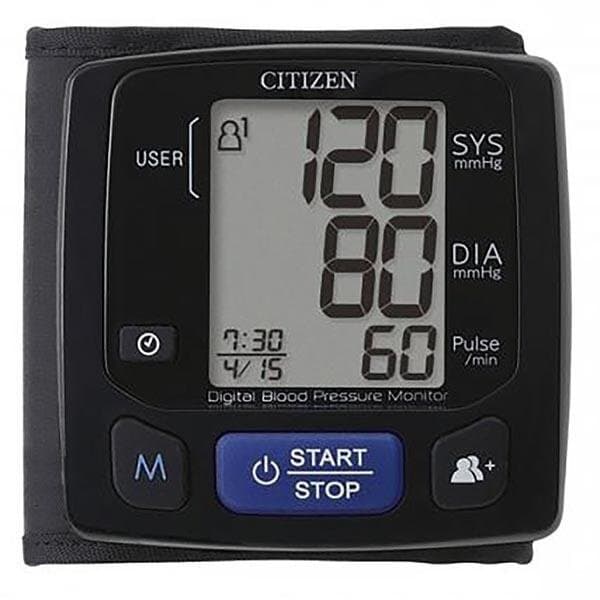 CITIZEN
USER
1
120
SYS
mmHg
80
DIA
mmHg
7:30
4/15
60
Pulse
/min
Digital Blood Pressure Monitor
M
START
STOP
+